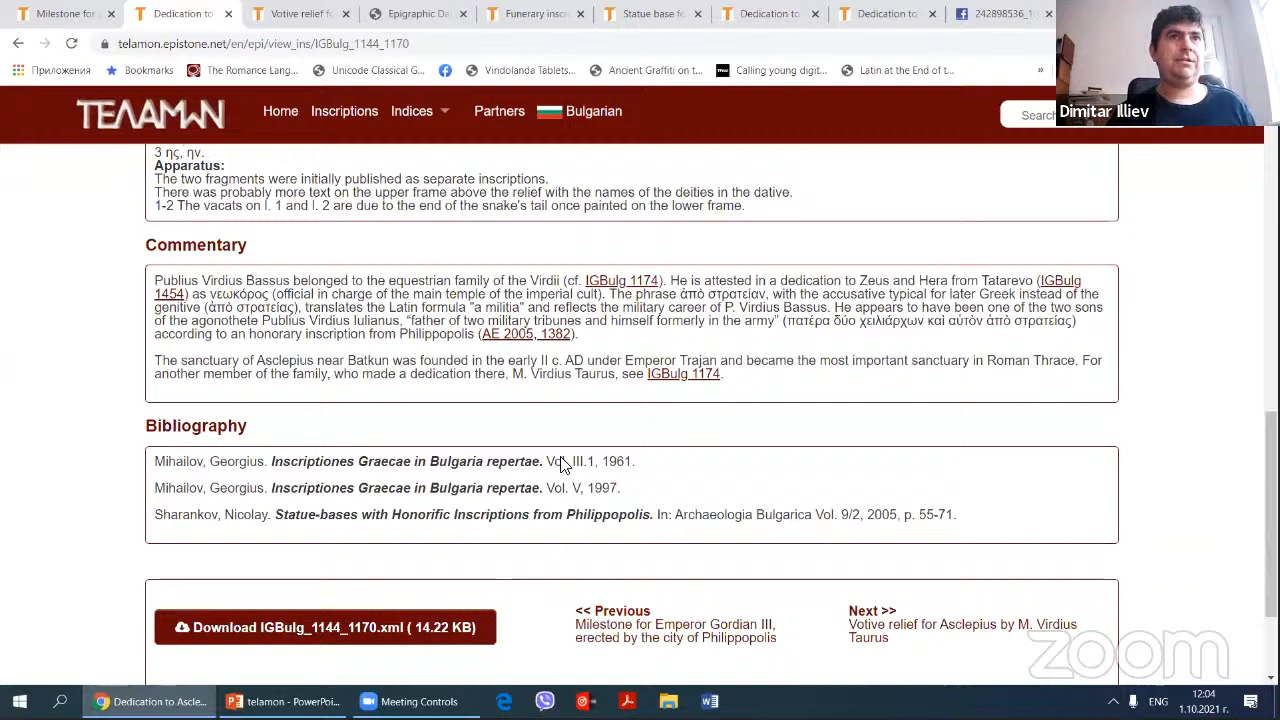 Milestone for
Dedication to
Votive relief for
Epigraphic Da
Funerary insc
Statue base fo
Dedication to
Dedication to
242898536_10
telamon.epistone.net/en/epi/view_ins/IGBulg_1144_1170
Приложения
Bookmarks
The Romance Lang...
Unicode Classical G...
Vindolanda Tablets...
Ancient Graffiti on t...
Calling young digit...
Latin at the End of t...
»
Dimitar Illiev
ΤΕΛΑΜΩΝ
Home
Inscriptions
Indices
Partners
Bulgarian
Search
3 ης, ην.
Apparatus:
The two fragments were initially published as separate inscriptions.
There was probably more text on the upper frame above the relief with the names of the deities in the dative.
1-2 The vacats on l. 1 and l. 2 are due to the end of the snake's tail once painted on the lower frame.
Commentary
Publius Virdius Bassus belonged to the equestrian family of the Virdii (cf. IGBulg 1174). He is attested in a dedication to Zeus and Hera from Tatarevo (IGBulg
1454) as νεωκόρος (official in charge of the main temple of the imperial cult). The phrase ἀπὸ στρατείαν, with the accusative typical for later Greek instead of the
genitive (ἀπὸ στρατείας), translate the Latin formula "a militia" and reflects the military career of P. Virdius Bassus. He appears to have been one of the two sons
of the agonothete Publius Virdius Iulianus, “father of two military tribunes and himself formerly in the army” (πατέρα δύο χειλιάρχων καὶ αὐτὸν ἀπὸ στρατείας)
according to an honorary inscription from Philippopolis (AE 2005, 1382).
The sanctuary of Asclepius near Batkun was founded in the early II c. AD under Emperor Trajan and became the most important sanctuary in Roman Thrace. For
another member of the family, who made a dedication there, M. Virdius Taurus, see IGBulg 1174.
Bibliography
Mihailov, Georgius. Inscriptiones Graecae in Bulgaria repertae. Vol. III.1, 1961.
Mihailov, Georgius. Inscriptiones Graecae in Bulgaria repertae. Vol. V, 1997.
Sharankov, Nicolay. Statue-bases with Honorific Inscriptions from Philippopolis. In: Archaeologia Bulgarica Vol. 9/2, 2005, p. 55-71.
Download IGBulg_1144_1170.xml ( 14.22 KB)
<< Previous
Milestone for Emperor Gordian III,
erected by the city of Philippopolis
Next >>
Votive relief for Asclepius by M. Virdius
Taurus
zoom
Dedication to Ascle...
telamon - PowerPoi...
Meeting Controls
ENG
12:04
1.10.2021 г.